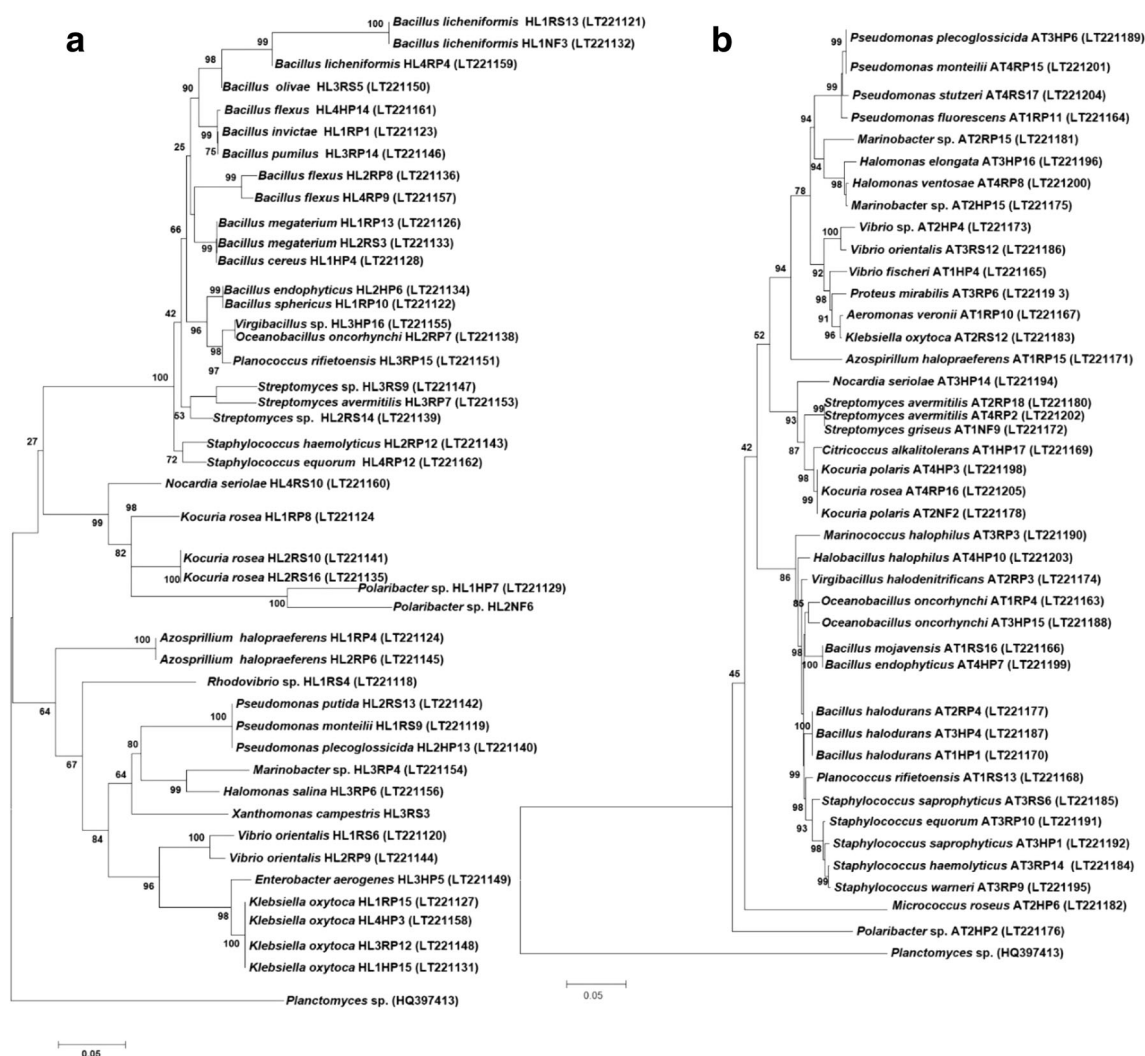 a
100
Bacillus licheniformis HL1RS13 (LT221121)
Bacillus licheniformis HL1NF3 (LT221132)
99
98
Bacillus licheniformis HL4RP4 (LT221159)
90
Bacillus olivae HL3RS5 (LT221150)
Bacillus flexus HL4HP14 (LT221161)
99
Bacillus invictae HL1RP1 (LT221123)
25
75
Bacillus pumilus HL3RP14 (LT221146)
99
Bacillus flexus HL2RP8 (LT221136)
Bacillus flexus HL4RP9 (LT221157)
66
Bacillus megaterium HL1RP13 (LT221126)
Bacillus megaterium HL2RS3 (LT221133)
99
Bacillus cereus HL1HP4 (LT221128)
99
Bacillus endophyticus HL2HP6 (LT221134)
Bacillus sphericus HL1RP10 (LT221122)
42
96
Virgibacillus sp. HL3HP16 (LT221155)
Oceanobacillus oncorhynchi HL2RP7 (LT221138)
98
97
Planococcus rifietoensis HL3RP15 (LT221151)
100
Streptomyces sp. HL3RS9 (LT221147)
Streptomyces avermitilis HL3RP7 (LT221153)
53
Streptomyces sp. HL2RS14 (LT221139)
Staphylococcus haemolyticus HL2RP12 (LT221143)
72
Staphylococcus equorum HL4RP12 (LT221162)
27
Nocardia seriolae HL4RS10 (LT221160)
99
98
Kocuria rosea HL1RP8 (LT221124
82
Kocuria rosea HL2RS10 (LT221141)
100
Kocuria rosea HL2RS16 (LT221135)
Polaribacter sp. HL1HP7 (LT221129)
100
Polaribacter sp. HL2NF6
100
Azosprillium halopraeferens HL1RP4 (LT221124)
Azosprillium halopraeferens HL2RP6 (LT221145)
64
Rhodovibrio sp. HL1RS4 (LT221118)
67
Pseudomonas putida HL2RS13 (LT221142)
100
Pseudomonas monteilii HL1RS9 (LT221119)
80
Pseudomonas plecoglossicida HL2HP13 (LT221140)
64
Marinobacter sp. HL3RP4 (LT221154)
99
Halomonas salina HL3RP6 (LT221156)
Xanthomonas campestris HL3RS3
84
100
Vibrio orientalis HL1RS6 (LT221120)
Vibrio orientalis HL2RP9 (LT221144)
96
Enterobacter aerogenes HL3HP5 (LT221149)
98
Klebsiella oxytoca HL1RP15 (LT221127)
Klebsiella oxytoca HL4HP3 (LT221158)
100
Klebsiella oxytoca HL3RP12 (LT221148)
Klebsiella oxytoca HL1HP15 (LT221131)
Planctomyces sp. (HQ397413)
0.05
b
99
Pseudomonas plecoglossicida AT3HP6 (LT221189)
Pseudomonas monteilii AT4RP15 (LT221201)
99
Pseudomonas stutzeri AT4RS17 (LT221204)
94
Pseudomonas fluorescens AT1RP11 (LT221164)
Marinobacter sp. AT2RP15 (LT221181)
94
Halomonas elongata AT3HP16 (LT221196)
98
Halomonas ventosae AT4RP8 (LT221200)
78
Marinobacter sp. AT2HP15 (LT221175)
100
Vibrio sp. AT2HP4 (LT221173)
Vibrio orientalis AT3RS12 (LT221186)
94
92
Vibrio fischeri AT1HP4 (LT221165)
98
Proteus mirabilis AT3RP6 (LT22119 3)
91
Aeromonas veronii AT1RP10 (LT221167)
96
Klebsiella oxytoca AT2RS12 (LT221183)
52
Azospirillum halopraeferens AT1RP15 (LT221171)
Nocardia seriolae AT3HP14 (LT221194)
93
99
Streptomyces avermitilis AT2RP18 (LT221180)
Streptomyces avermitilis AT4RP2 (LT221202)
Streptomyces griseus AT1NF9 (LT221172)
87
Citricoccus alkalitolerans AT1HP17 (LT221169)
42
98
Kocuria polaris AT4HP3 (LT221198)
99
Kocuria rosea AT4RP16 (LT221205)
Kocuria polaris AT2NF2 (LT221178)
Marinococcus halophilus AT3RP3 (LT221190)
86
Halobacillus halophilus AT4HP10 (LT221203)
Virgibacillus halodenitrificans AT2RP3 (LT221174)
85
Oceanobacillus oncorhynchi AT1RP4 (LT221163)
Oceanobacillus oncorhynchi AT3HP15 (LT221188)
98
Bacillus mojavensis AT1RS16 (LT221166)
100
Bacillus endophyticus AT4HP7 (LT221199)
45
Bacillus halodurans AT2RP4 (LT221177)
100
Bacillus halodurans AT3HP4 (LT221187)
Bacillus halodurans AT1HP1 (LT221170)
99
Planococcus rifietoensis AT1RS13 (LT221168)
98
Staphylococcus saprophyticus AT3RS6 (LT221185)
93
Staphylococcus equorum AT3RP10 (LT221191)
98
Staphylococcus saprophyticus AT3HP1 (LT221192)
Staphylococcus haemolyticus AT3RP14 (LT221184)
99
Staphylococcus warneri AT3RP9 (LT221195)
Micrococcus roseus AT2HP6 (LT221182)
Polaribacter sp. AT2HP2 (LT221176)
Planctomyces sp. (HQ397413)
0.05